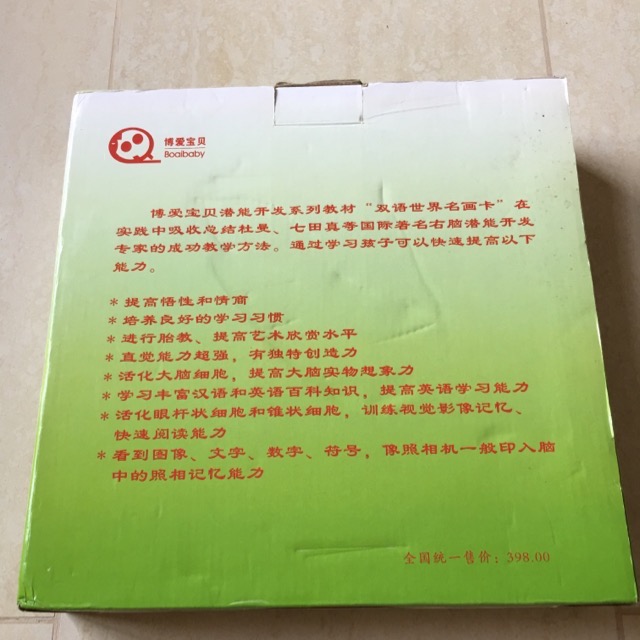 博爱宝贝
Boaibaby
博爱宝贝潜能开发系列教材“双语世界名画卡”在
实践中吸收总结杜曼、七田真等国际著名右脑潜能开发
专家的成功教学方法。通过学习孩子可以快速提高以下
能力。
*提高悟性和情商
*培养良好的学习习惯
*进行胎教、提高艺术欣赏水平
*直觉能力超强，有独特创造力
*活化大脑细胞，提高大脑实物想象力
*学习丰富汉语和英语百科知识，提高英语学习能力
*活化眼杆状细胞和锥状细胞，训练视觉影像记忆、
快速阅读能力
*看到图像、文字、数字、符号，像照相机一般印入脑
中的照相记忆能力
全国统一售价：398.00